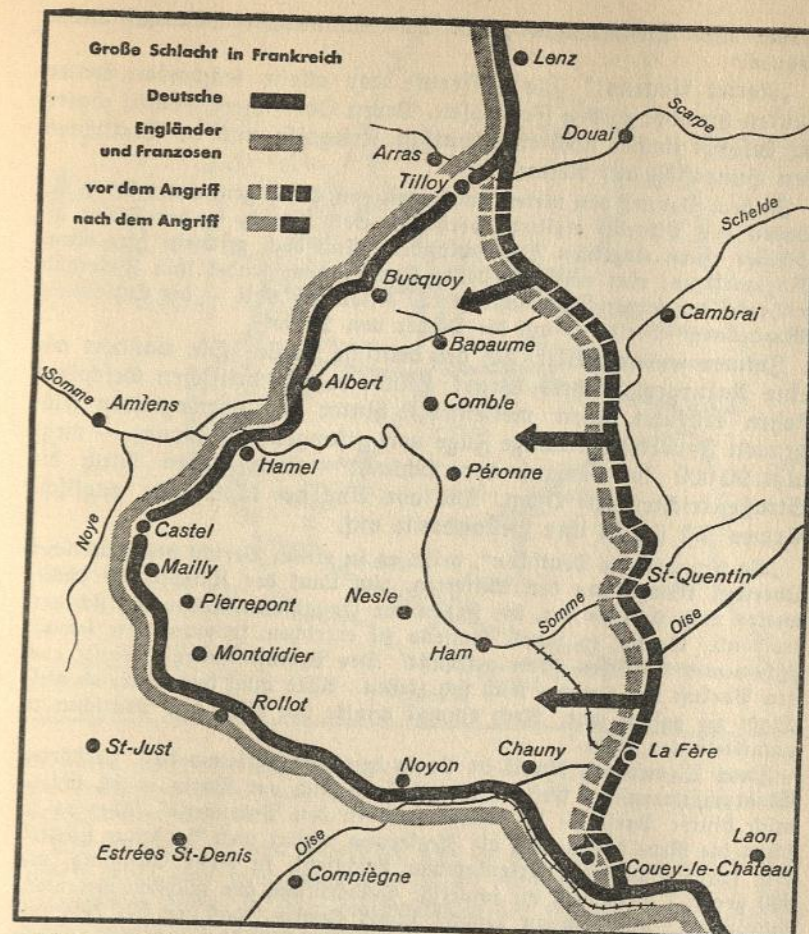 Große Schlacht in Frankreich
Deutsche
Engländer
und Franzosen
vor dem Angriff
nach dem Angriff
Lenz
Douai
Scarpe
Arras
Tilloy
Schelde
Bucquoy
Cambrai
Bapaume
Albert
Somme
Amiens
Comble
Hamel
Péronne
Noye
Castel
Mailly
St-Quentin
Pierrepont
Nesle
Somme
Oise
Ham
Montdidier
Rollot
St-Just
Chauny
La Fère
Noyon
Laon
Oise
Estrées St-Denis
Couey-le-Château
Compiègne